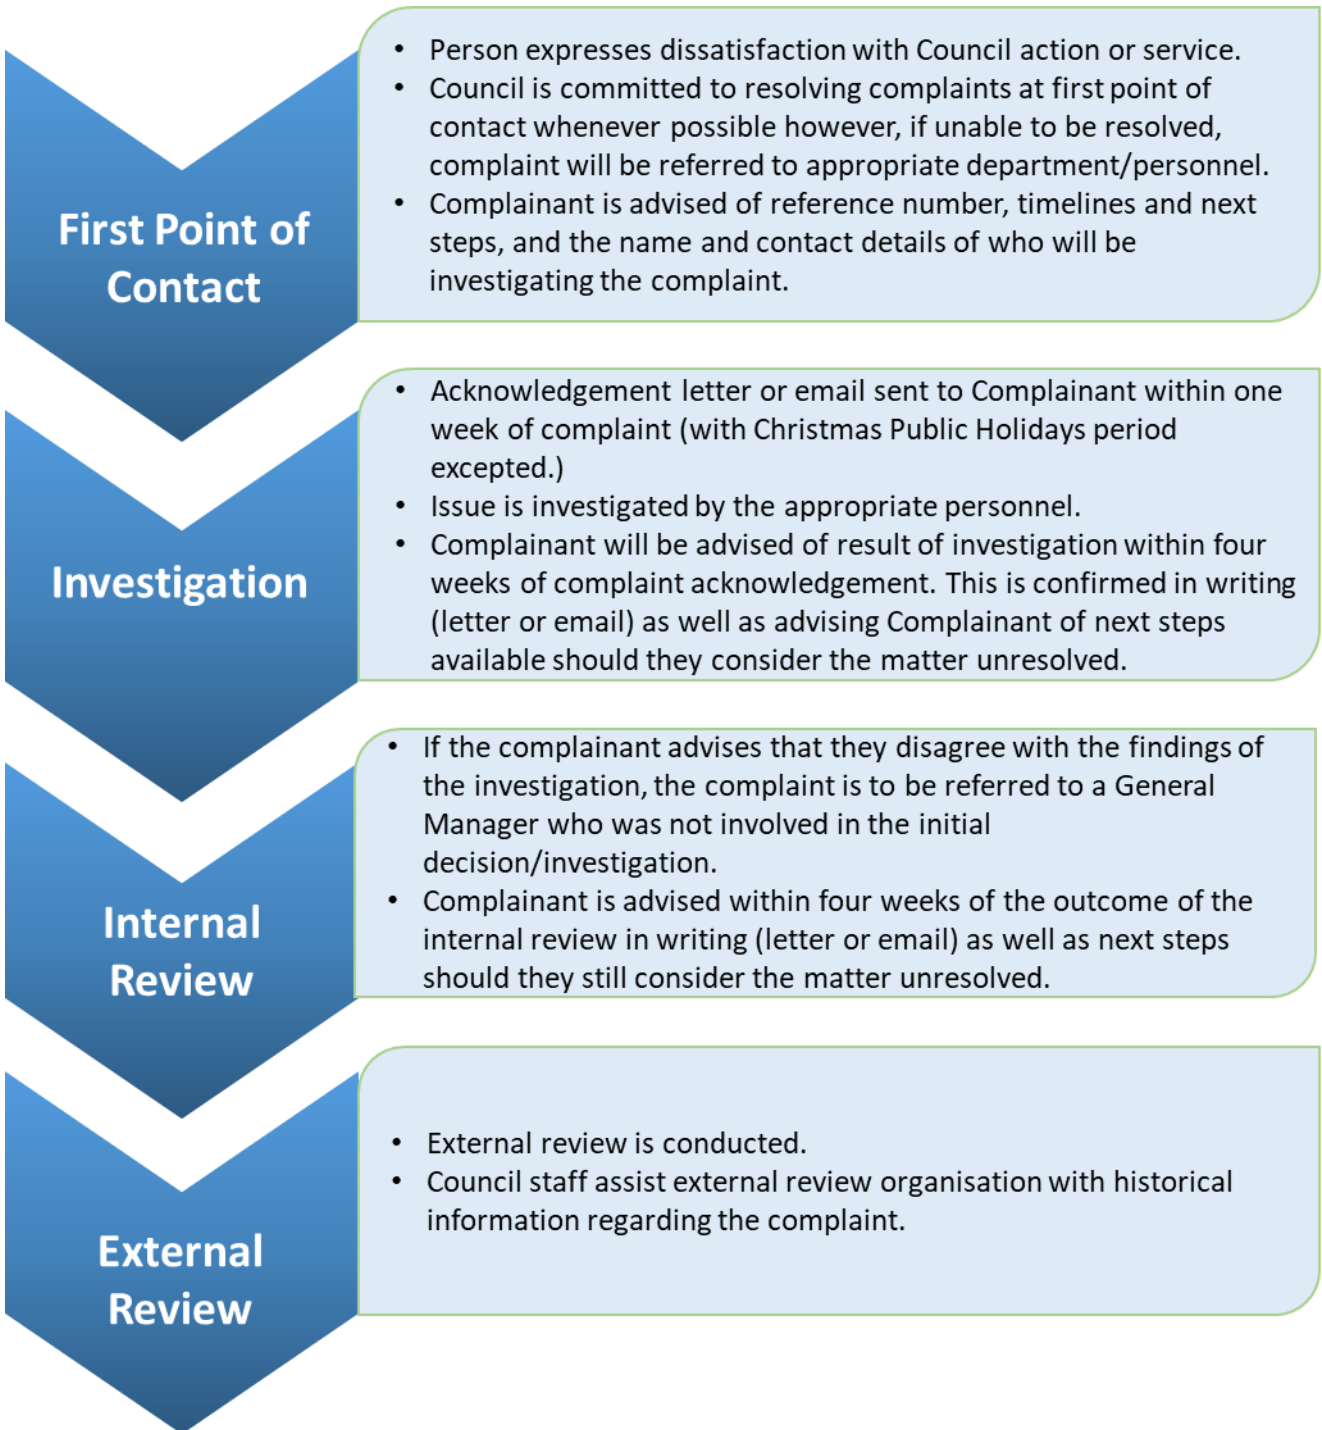 First Point of
Contact
• Person expresses dissatisfaction with Council action or service.
• Council is committed to resolving complaints at first point of
contact whenever possible however, if unable to be resolved,
complaint will be referred to appropriate department/personnel.
• Complainant is advised of reference number, timelines and next
steps, and the name and contact details of who will be
investigating the complaint.
Investigation
• Acknowledgement letter or email sent to Complainant within one
week of complaint (with Christmas Public Holidays period
excepted.)
• Issue is investigated by the appropriate personnel.
• Complainant will be advised of result of investigation within four
weeks of complaint acknowledgement. This is confirmed in writing
(letter or email) as well as advising Complainant of next steps
available should they consider the matter unresolved.
Internal
Review
• If the complainant advises that they disagree with the findings of
the investigation, the complaint is to be referred to a General
Manager who was not involved in the initial
decision/investigation.
• Complainant is advised within four weeks of the outcome of the
internal review in writing (letter or email) as well as next steps
should they still consider the matter unresolved.
External
Review
• External review is conducted.
• Council staff assist external review organisation with historical
information regarding the complaint.